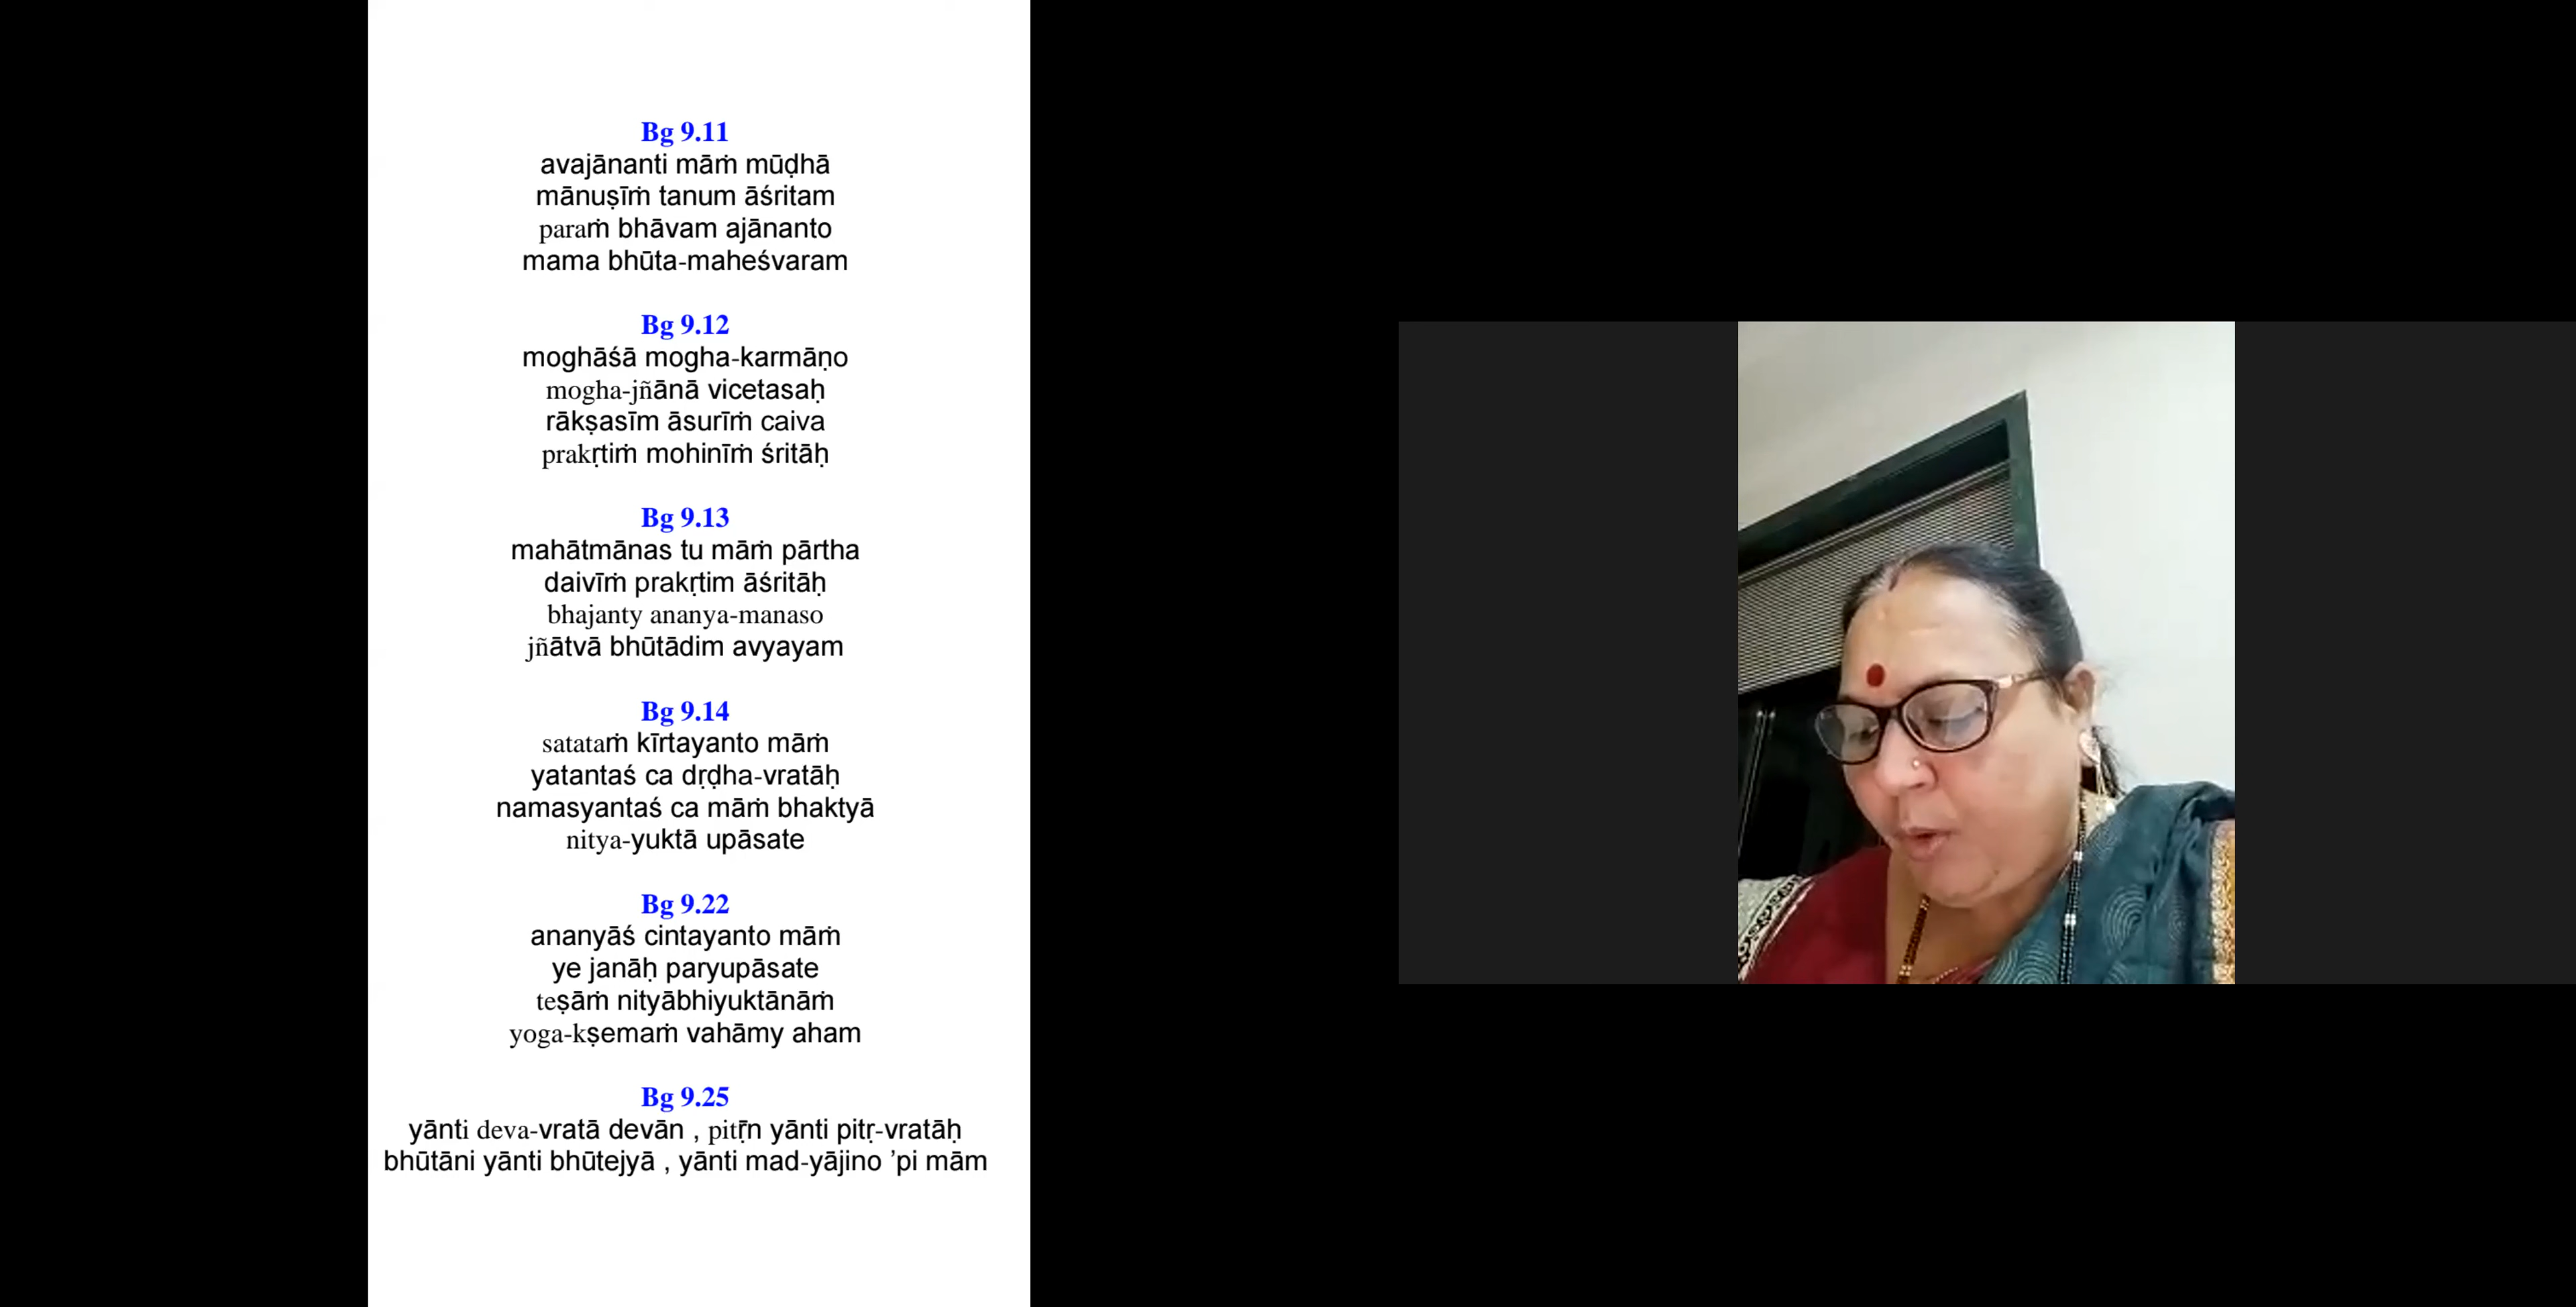 Bg 9.11
avajānanti māṁ mūḍhā
mānuṣīṁ tanum āśritam
paraṁ bhāvam ajānanto
mama bhūta-maheśvaram
Bg 9.12
moghāśā mogha-karmāṇo
mogha-jñānā vicetasaḥ
rākṣasīm āsurīṁ caiva
prakṛtiṁ mohinīṁ śritāḥ
Bg 9.13
mahātmānas tu māṁ pārtha
daivīṁ prakṛtim āśritāḥ
bhajanty ananya-manaso
jñātvā bhūtādim avyayam
Bg 9.14
satataṁ kīrtayanto māṁ
yatantaś ca dṛḍha-vratāḥ
namasyantaś ca māṁ bhaktyā
nitya-yuktā upāsate
Bg 9.22
ananyāś cintayanto māṁ
ye janāḥ paryupāsate
teṣāṁ nityābhiyuktānāṁ
yoga-kṣemaṁ vahāmy aham
Bg 9.25
yānti deva-vratā devān , pitṝn yānti pitṛ-vratāḥ
bhūtāni yānti bhūtejyā , yānti mad-yājino ’pi mām